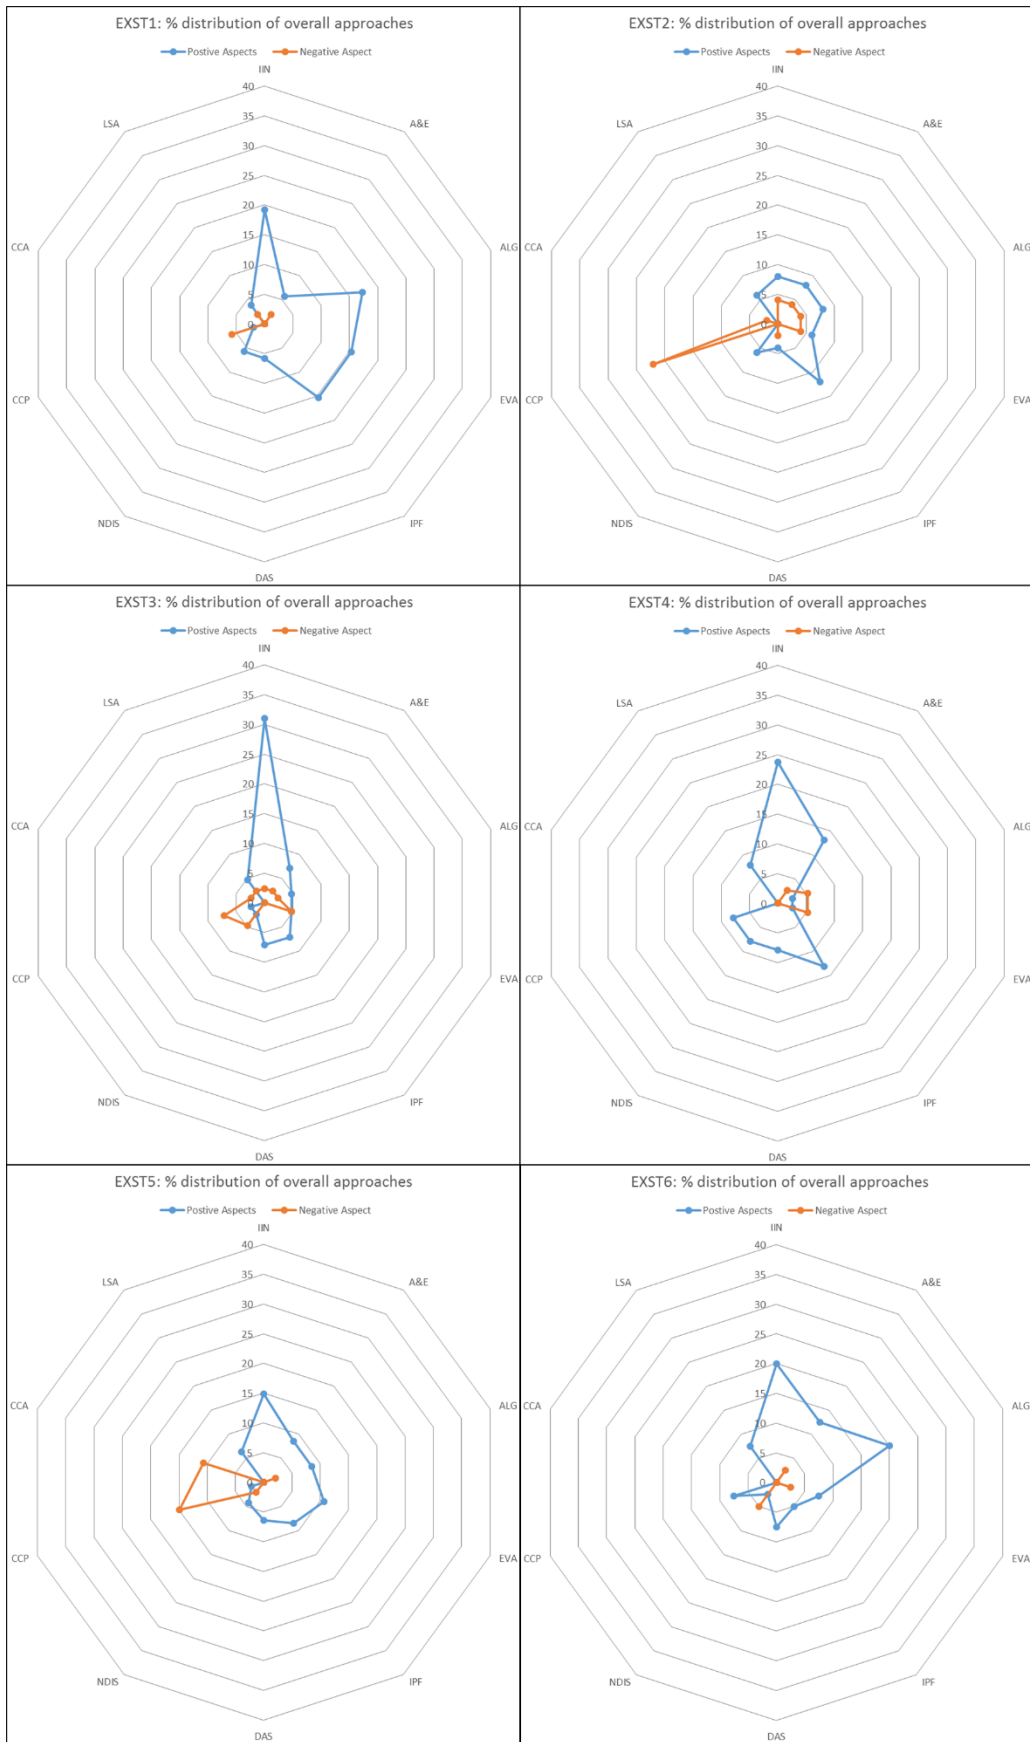 EXST1: % distribution of overall approaches
Postive Aspects Negative Aspect
IIN
40
A&E
35
LSA
30
25
20
ALG
CCA
15
10
5
0
CCP
EVA
NDIS
IPF
DAS
EXST2: % distribution of overall approaches
Postive Aspects Negative Aspect
IIN
40
A&E
35
LSA
30
25
20
ALG
CCA
15
10
5
0
CCP
EVA
NDIS
IPF
DAS
EXST3: % distribution of overall approaches
Postive Aspects Negative Aspect
IIN
40
A&E
35
LSA
30
25
20
ALG
CCA
15
10
5
0
CCP
EVA
NDIS
IPF
DAS
EXST4: % distribution of overall approaches
Postive Aspects Negative Aspect
IIN
40
A&E
35
LSA
30
25
20
ALG
CCA
15
10
5
0
CCP
EVA
NDIS
IPF
DAS
EXST5: % distribution of overall approaches
Postive Aspects Negative Aspect
IIN
40
A&E
35
LSA
30
25
20
ALG
CCA
15
10
5
0
CCP
EVA
NDIS
IPF
DAS
EXST6: % distribution of overall approaches
Postive Aspects Negative Aspect
IIN
40
A&E
35
LSA
30
25
20
ALG
CCA
15
10
5
0
CCP
EVA
NDIS
IPF
DAS